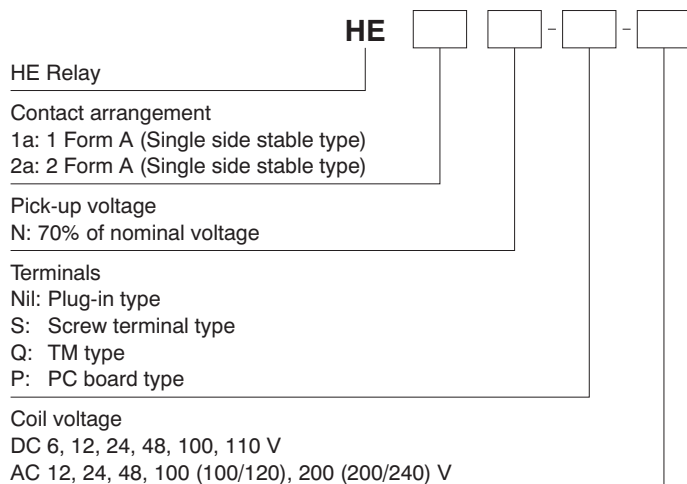 HE - -
HE Relay
Contact arrangement
1a: 1 Form A (Single side stable type)
2a: 2 Form A (Single side stable type)
Pick-up voltage
N: 70% of nominal voltage
Terminals
Nil: Plug-in type
S: Screw terminal type
Q: TM type
P: PC board type
Coil voltage
DC 6, 12, 24, 48, 100, 110 V
AC 12, 24, 48, 100 (100/120), 200 (200/240) V